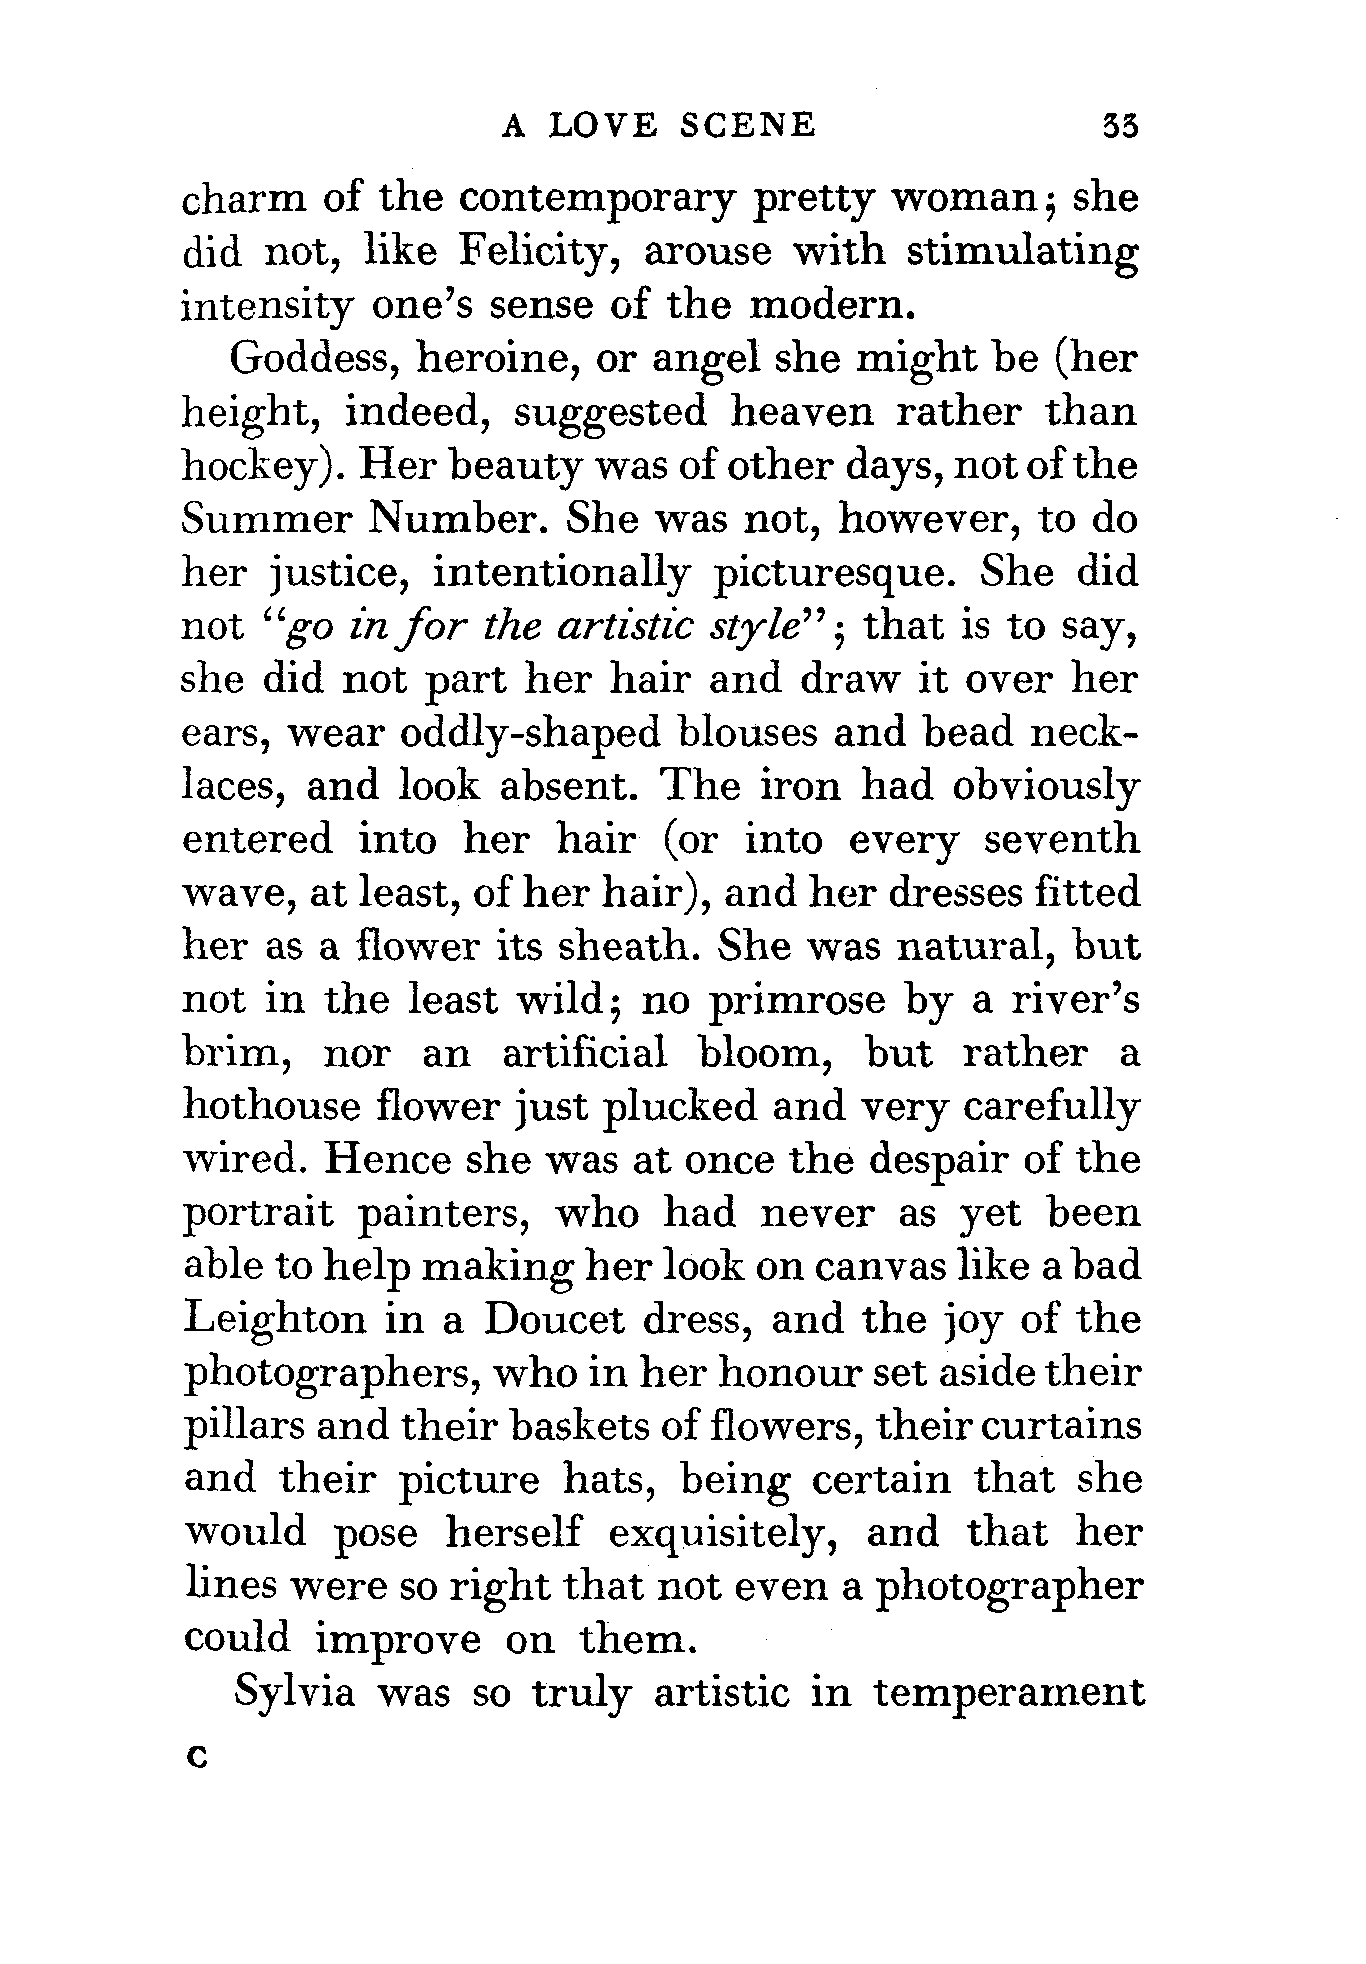 A LOVE SCENE 33
charm of the contemporary pretty woman; she
did not, like Felicity, arouse with stimulating
intensity one's sense of the modern.
Goddess, heroine, or angel she might be (her
height, indeed, suggested heaven rather than
hockey). Her beauty was of other days, not of the
Summer Number. She was not, however, to do
her justice, intentionally picturesque. She did
not “go in for the artistic style”; that is to say,
she did not part her hair and draw it over her
ears, wear oddly-shaped blouses and bead neck-
laces, and look absent. The iron had obviously
entered into her hair (or into every seventh
wave, at least, of her hair), and her dresses fitted
her as a flower its sheath. She was natural, but
not in the least wild; no primrose by a river's
brim, nor an artificial bloom, but rather a
hothouse flower just plucked and very carefully
wired. Hence she was at once the despair of the
portrait painters, who had never as yet been
able to help making her look on canvas like a bad
Leighton in a Doucet dress, and the joy of the
photographers, who in her honour set aside their
pillars and their baskets of flowers, their curtains
and their picture hats, being certain that she
would pose herself exquisitely, and that her
lines were so right that not even a photographer
could improve on them.
Sylvia was so truly artistic in temperament
C